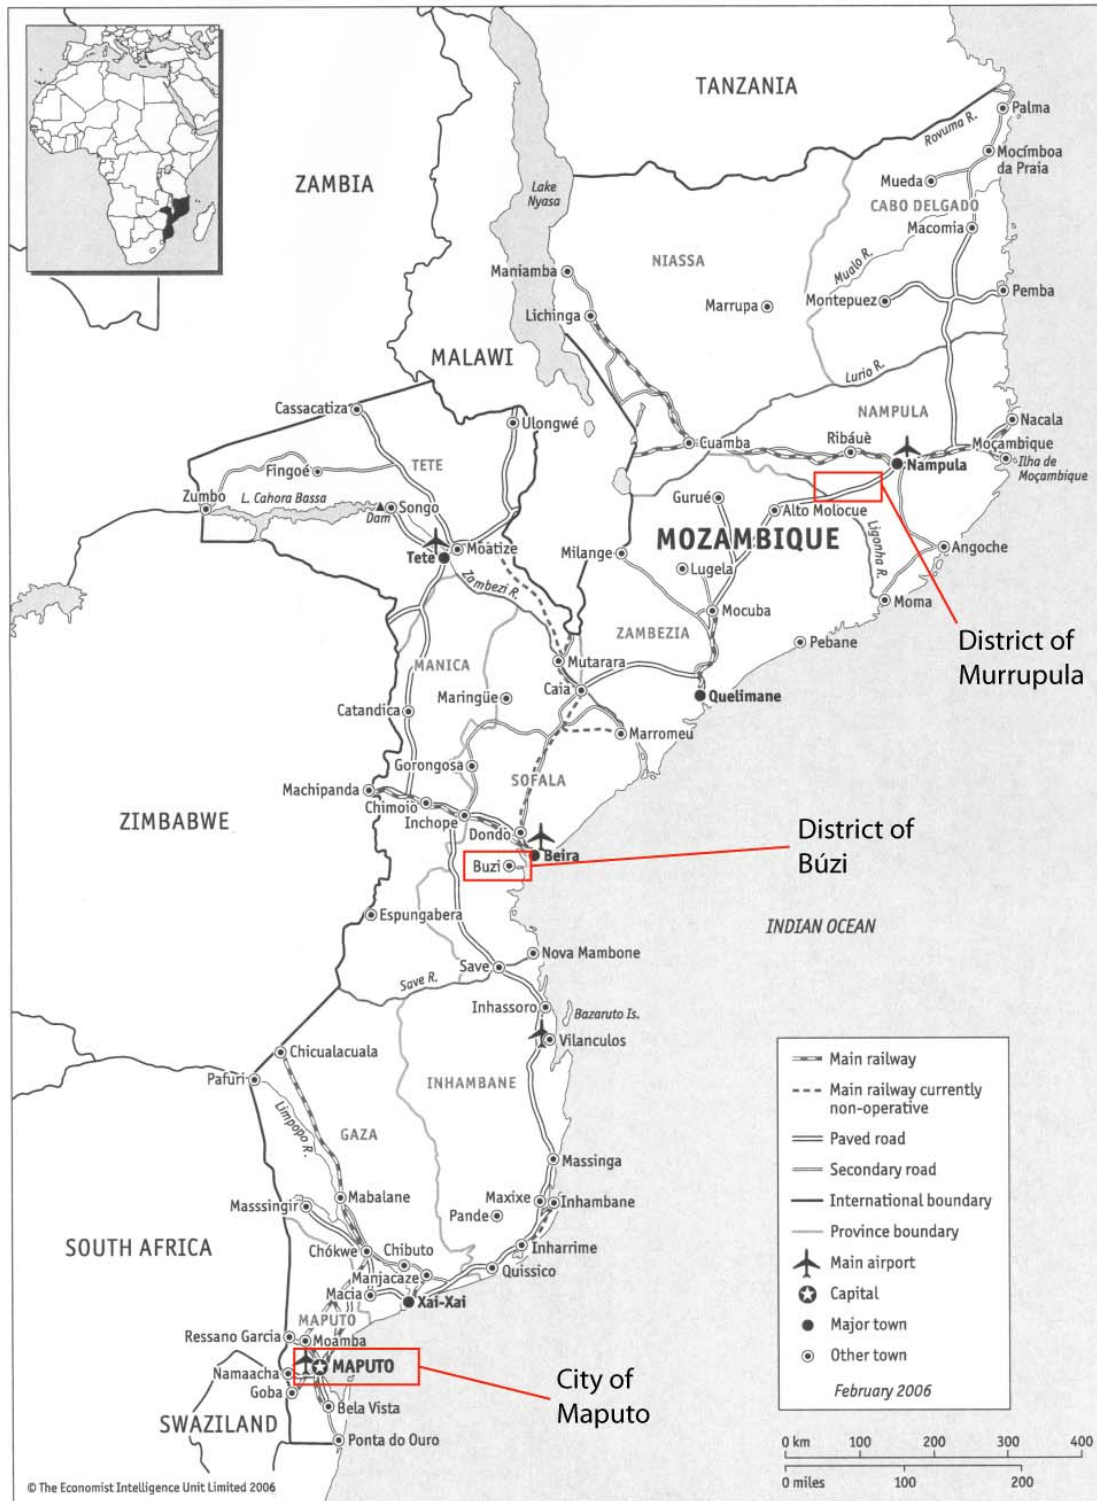 TANZANIA
Palma
Rovuma R.
ZAMBIA
Lake
Nyasa
Mocímboa
da Praia
Mueda
CABO DELGADO
Macomia
NIASSA
Mualo R.
Maniamba
Marrupa
Montepuez
Pemba
Lichinga
MALAWI
Lurio R.
Cassacatiza
NAMPULA
Ulongwé
Nacala
Cuamba
Ribáuè
Moçambique
TETE
Nampula
Ilha de
Moçambique
Fingoé
Zumbo
L. Cahora Bassa
Gurué
Dam
Songo
Alto Molocue
MOZAMBIQUE
Ligonha R.
Angoche
Tete
Moatize
Milange
Lugela
Zambezi R.
Moma
Mocuba
ZAMBEZIA
Pebane
District of
Murrupula
MANICA
Mutarara
Caia
Maringüe
Quelimane
Catandica
Marromeu
Gorongosa
SOFALA
Machipanda
Chimoio
ZIMBABWE
Inchope
Dondo
District of
Búzi
Beira
Buzi
Espungabera
INDIAN OCEAN
Nova Mambone
Save
Save R.
Inhassoro
Bazaruto Is.
Vilanculos
Chicualacuala
Pafuri
INHAMBANE
Limpopo R.
GAZA
Massinga
Mabalane
Maxixe
Inhambane
Masssingir
Pande
SOUTH AFRICA
Chókwe
Chibuto
Inharrime
Manjacaze
Quissico
Macia
Xai-Xai
MAPUTO
Ressano Garcia
Moamba
MAPUTO
Namaacha
City of
Maputo
Goba
Bela Vista
SWAZILAND
Ponta do Ouro
Main railway
Main railway currently
non-operative
Paved road
Secondary road
International boundary
Province boundary
Main airport
Capital
Major town
Other town
February 2006
0 km 100 200 300 400
0 miles 100 200
© The Economist Intelligence Unit Limited 2006